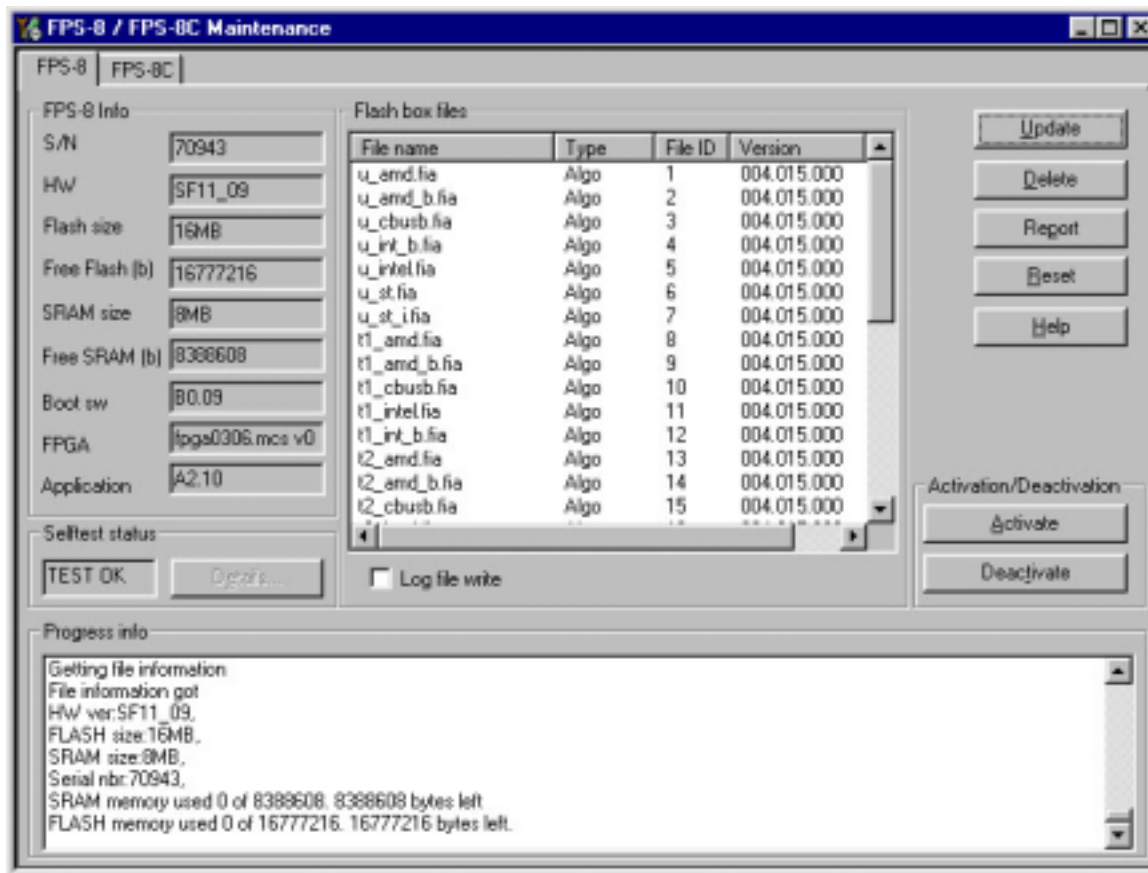 FPS-8 / FPS-8C Maintenance
FPS-8 FPS-8C
FPS-8 Info
S/N 70943
HW SF11_09
Flash size 16MB
Free Flash (b) 16777216
SRAM size 8MB
Free SRAM (b) 8388608
Boot sw B0.09
FPGA fpga0306.mcs v0
Application A2.10
Selftest status
TEST OK Details...
Flash box files
File name Type File ID Version
u_amd.fia Algo 1 004.015.000
u_amd_b.fia Algo 2 004.015.000
u_cbusb.fia Algo 3 004.015.000
u_int_b.fia Algo 4 004.015.000
u_intel.fia Algo 5 004.015.000
u_st.fia Algo 6 004.015.000
u_st_i.fia Algo 7 004.015.000
t1_amd.fia Algo 8 004.015.000
t1_amd_b.fia Algo 9 004.015.000
t1_cbusb.fia Algo 10 004.015.000
t1_intel.fia Algo 11 004.015.000
t1_int_b.fia Algo 12 004.015.000
t2_amd.fia Algo 13 004.015.000
t2_amd_b.fia Algo 14 004.015.000
t2_cbusb.fia Algo 15 004.015.000
Log file write
Update
Delete
Report
Reset
Help
Activation/Deactivation
Activate
Deactivate
Progress info
Getting file information
File information got
HW ver:SF11_09,
FLASH size:16MB,
SRAM size:8MB,
Serial nbr:70943,
SRAM memory used 0 of 8388608. 8388608 bytes left
FLASH memory used 0 of 16777216. 16777216 bytes left.